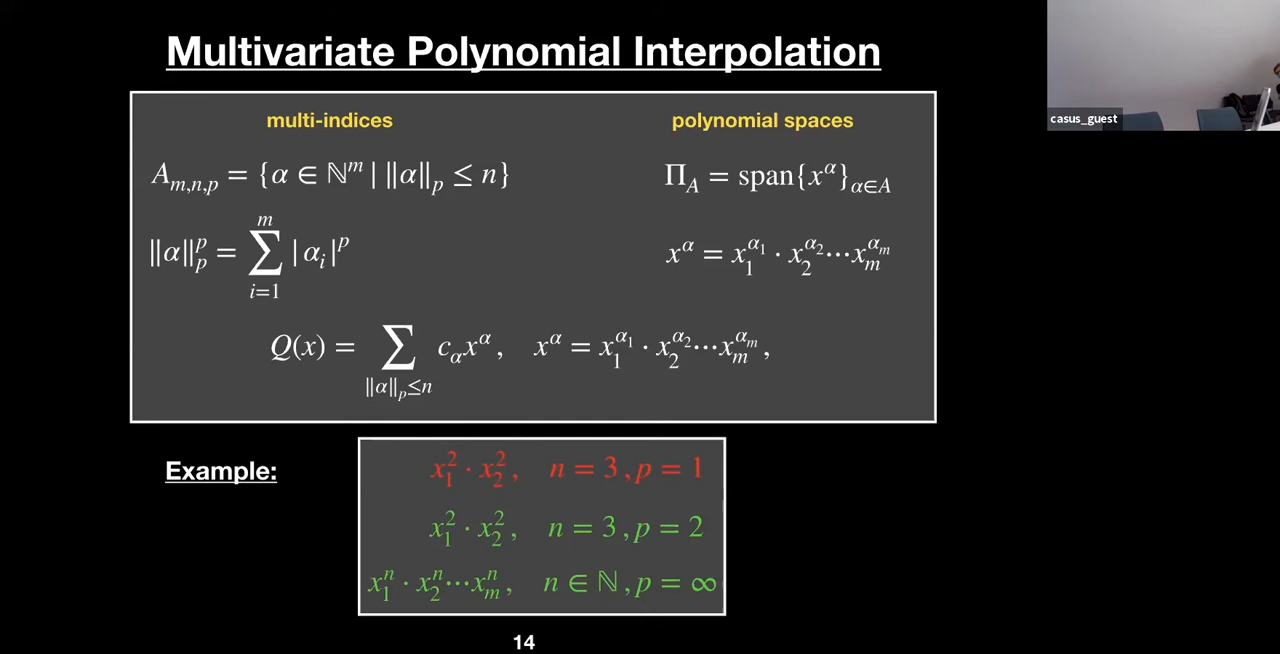 Multivariate Polynomial Interpolation
casus_guest
multi-indices
polynomial spaces
A_{m,n,p} = {α ∈ ℕ^m | ‖α‖_p ≤ n}
Π_A = span{x^α}_{α∈A}
‖α‖_p^p = ∑_{i=1}^{m} |α_i|^p
x^α = x_1^{α_1} · x_2^{α_2} ⋯ x_m^{α_m}
Q(x) = ∑_{‖α‖_p≤n} c_α x^α , x^α = x_1^{α_1} · x_2^{α_2} ⋯ x_m^{α_m} ,
Example:
x_1^2 · x_2^2 , n = 3 , p = 1
x_1^2 · x_2^2 , n = 3 , p = 2
x_1^n · x_2^n ⋯ x_m^n , n ∈ ℕ , p = ∞
14